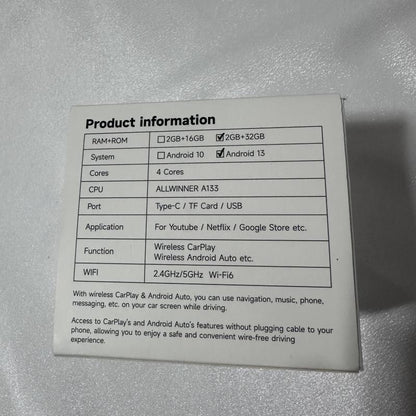 Product information
RAM+ROM ☐2GB+16GB ☑2GB+32GB
System ☐Android 10 ☑Android 13
Cores 4 Cores
CPU ALLWINNER A133
Port Type-C / TF Card / USB
Application For Youtube / Netflix / Google Store etc.
Function Wireless CarPlay
Wireless Android Auto etc.
WIFI 2.4GHz/5GHz Wi-Fi6
With wireless CarPlay & Android Auto, you can use navigation, music, phone,
messaging, etc. on your car screen while driving.
Access to CarPlay's and Android Auto's features without plugging cable to your
phone, allowing you to enjoy a safe and convenient wire-free driving
experience.